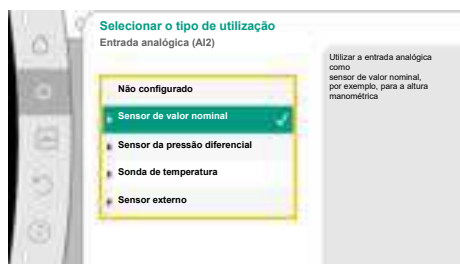 Selecionar o tipo de utilização
Entrada analógica (AI2)
Não configurado
Sensor de valor nominal
Sensor da pressão diferencial
Sonda de temperatura
Sensor externo
Utilizar a entrada analógica
como
sensor de valor nominal,
por exemplo, para a altura
manométrica